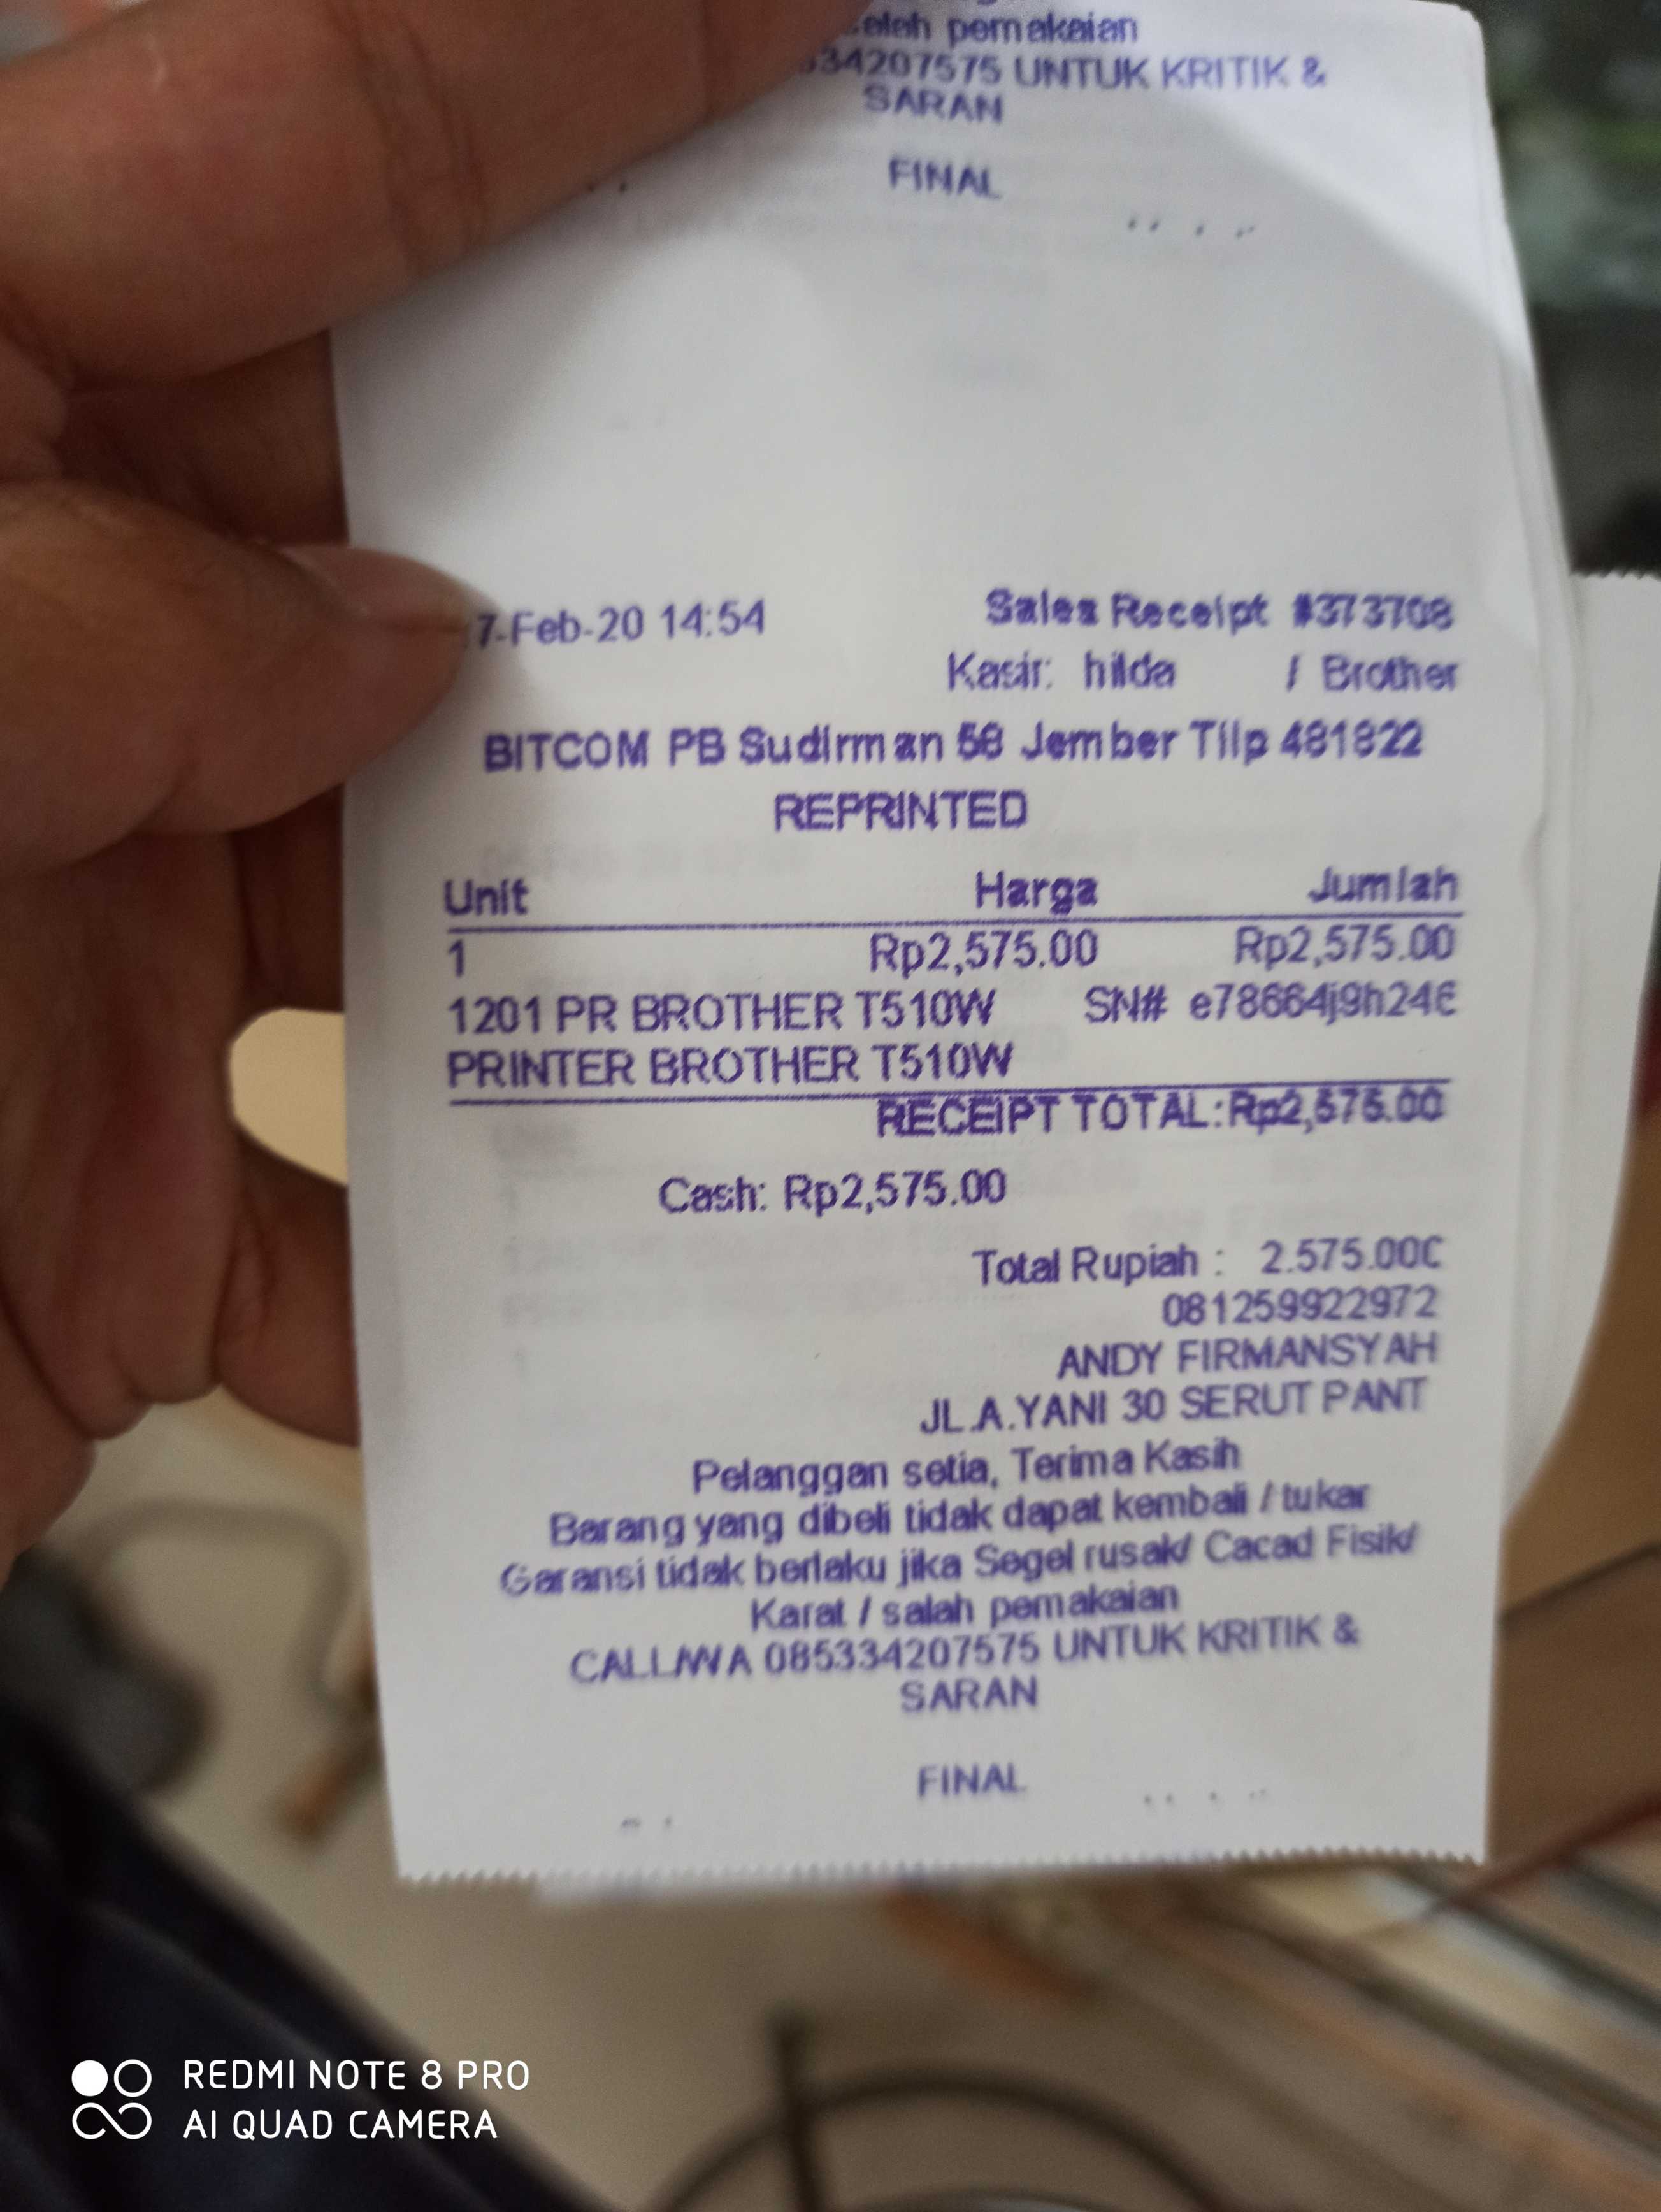 pemakaian
34207575 UNTUK KRITIK &
SARAN
FINAL
7-Feb-20 14:54 Sales Receipt #373708
Kasir: hilda / Brother
BITCOM PB Sudirman 58 Jember Tilp 481822
REPRINTED
Unit Harga Jumlah
1 Rp2,575.00 Rp2,575.00
1201 PR BROTHER T510W SN# e78664j9h246
PRINTER BROTHER T510W
RECEIPT TOTAL: Rp2,575.00
Cash: Rp2,575.00
Total Rupiah : 2.575.00
081259922972
ANDY FIRMANSYAH
JL.A.YANI 30 SERUT PANT
Pelanggan setia, Terima Kasih
Barang yang dibeli tidak dapat kembali / tukar
Garansi tidak berlaku jika Segel rusak/ Cacad Fisik/
Karat / salah pemakaian
CALL/WA 085334207575 UNTUK KRITIK &
SARAN
FINAL
REDMI NOTE 8 PRO
AI QUAD CAMERA